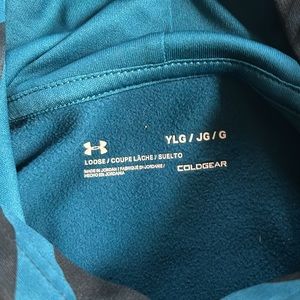 YLG / JG / G
LOOSE / COUPE LÂCHE / SUELTO
MADE IN JORDAN / FABRIQUÉ EN JORDANIE /
HECHO EN JORDANIA
COLDGEAR